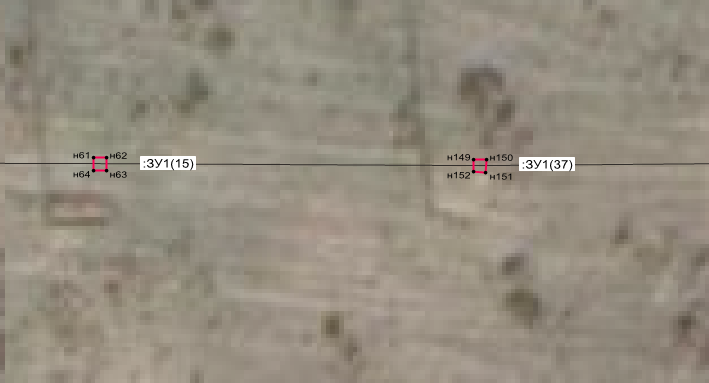 н61 н62
:ЗУ1(15)
н64 н63
н149 н150
:ЗУ1(37)
н152 н151